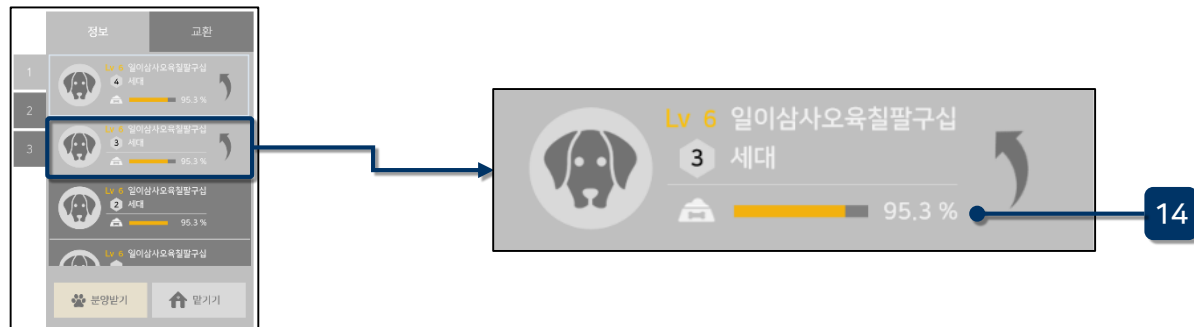 정보
교환
1
2
3
Lv 6 일이삼사오육칠팔구십
4 세대
95.3 %
Lv 6 일이삼사오육칠팔구십
3 세대
95.3 %
Lv 6 일이삼사오육칠팔구십
2 세대
95.3 %
Lv 6 일이삼사오육칠팔구십
분양받기
맡기기
Lv 6 일이삼사오육칠팔구십
3 세대
95.3 %
14